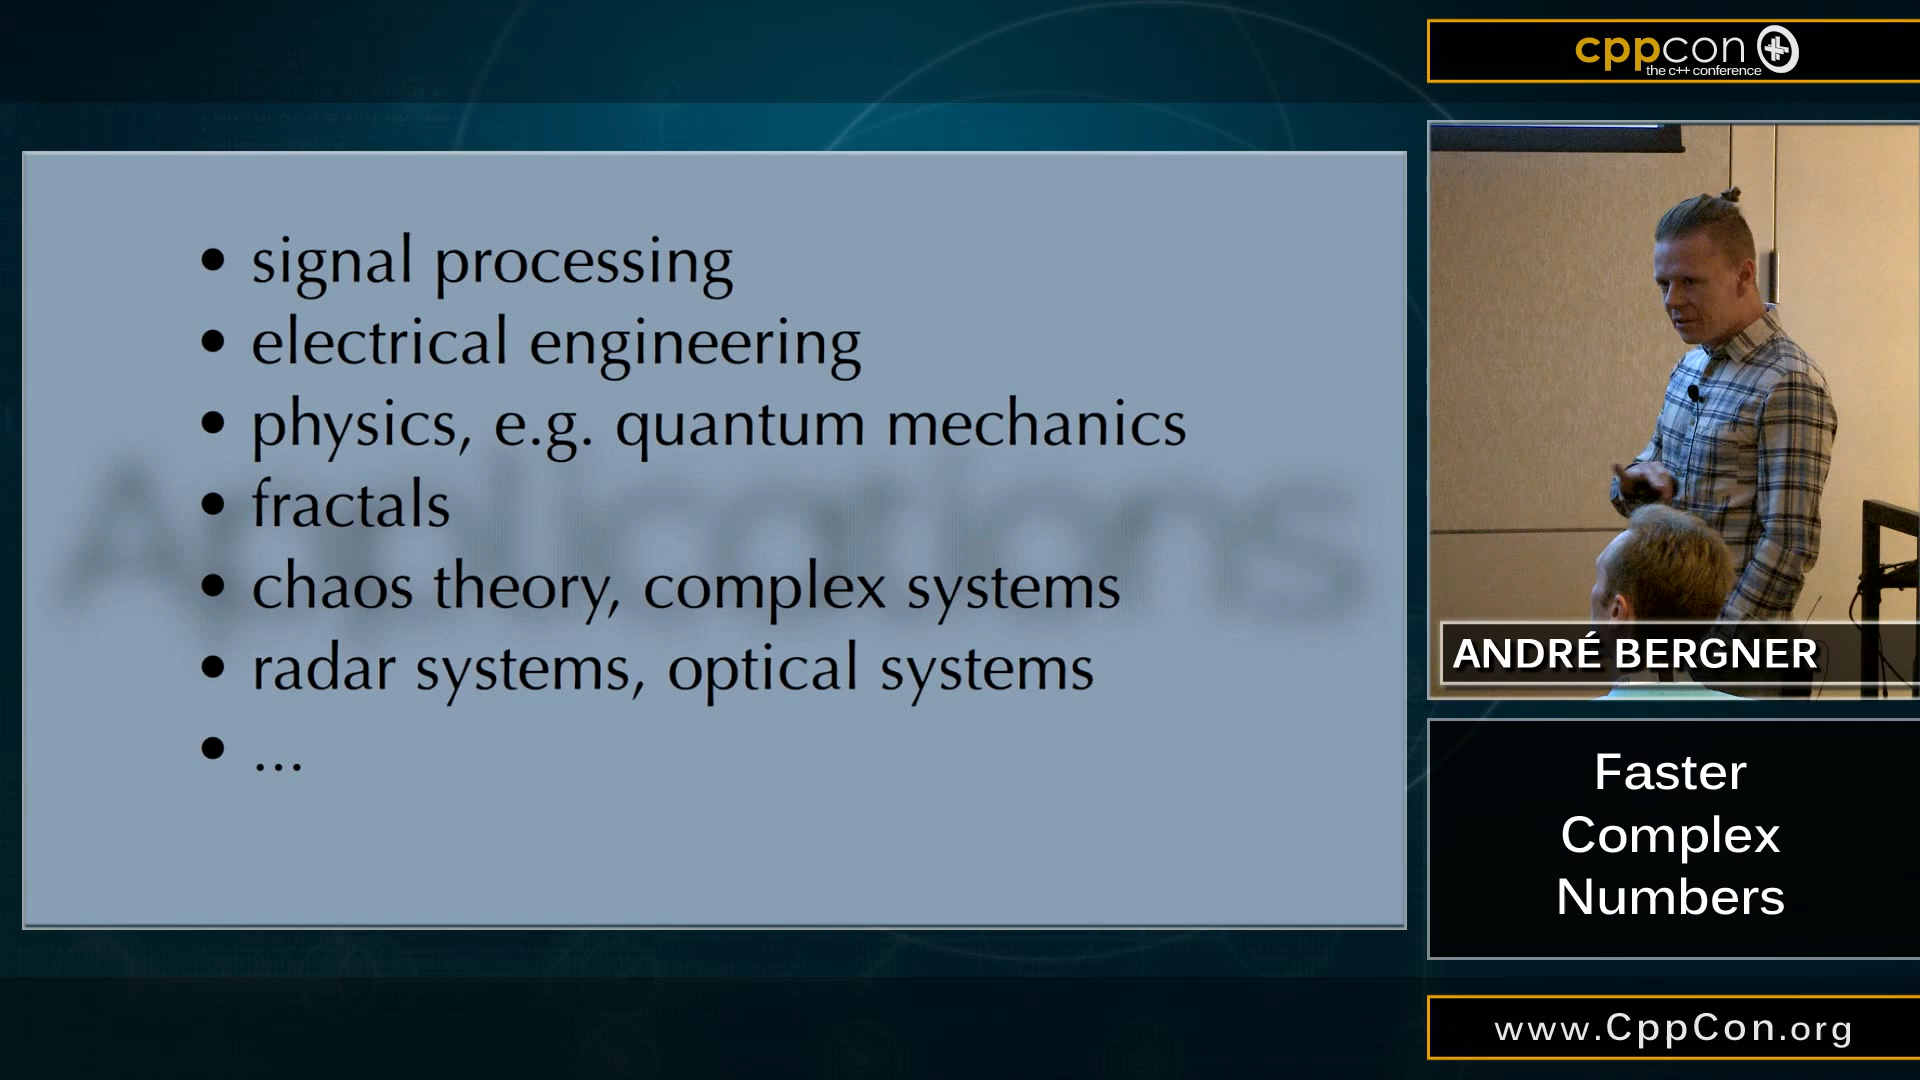 cppcon
the c++ conference
• signal processing
• electrical engineering
• physics, e.g. quantum mechanics
• fractals
• chaos theory, complex systems
• radar systems, optical systems
• ...
Applications
ANDRÉ BERGNER
Faster
Complex
Numbers
www.CppCon.org